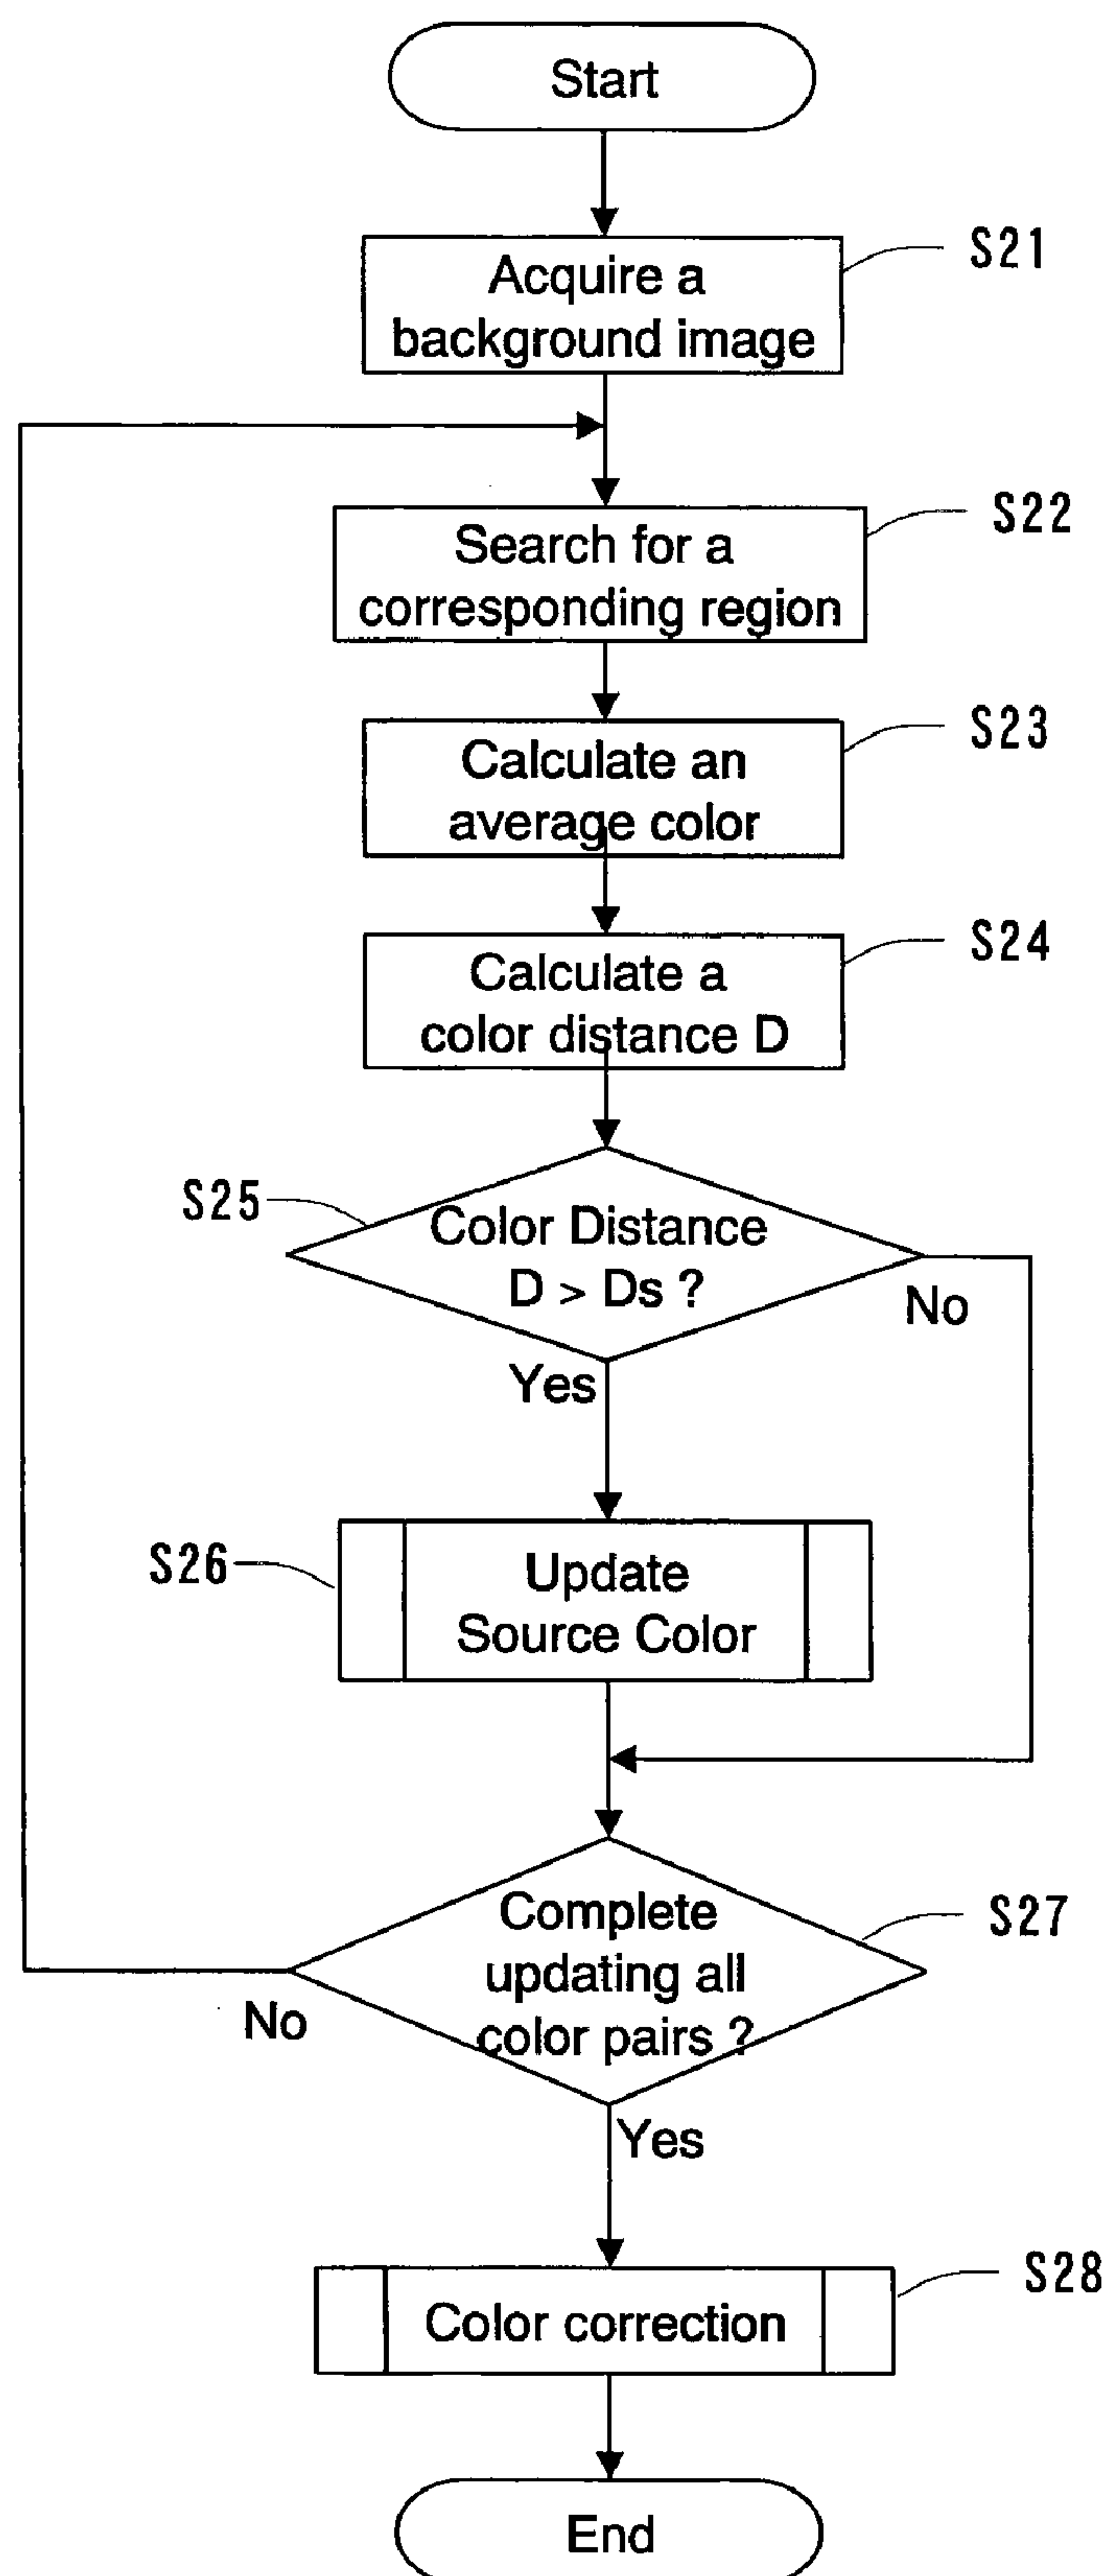 Start
Acquire a
background image
S21
Search for a
corresponding region
S22
Calculate an
average color
S23
Calculate a
color distance D
S24
S25
Color Distance
D > Ds ?
No
Yes
S26
Update
Source Color
Complete
updating all
color pairs ?
S27
No
Yes
Color correction
S28
End